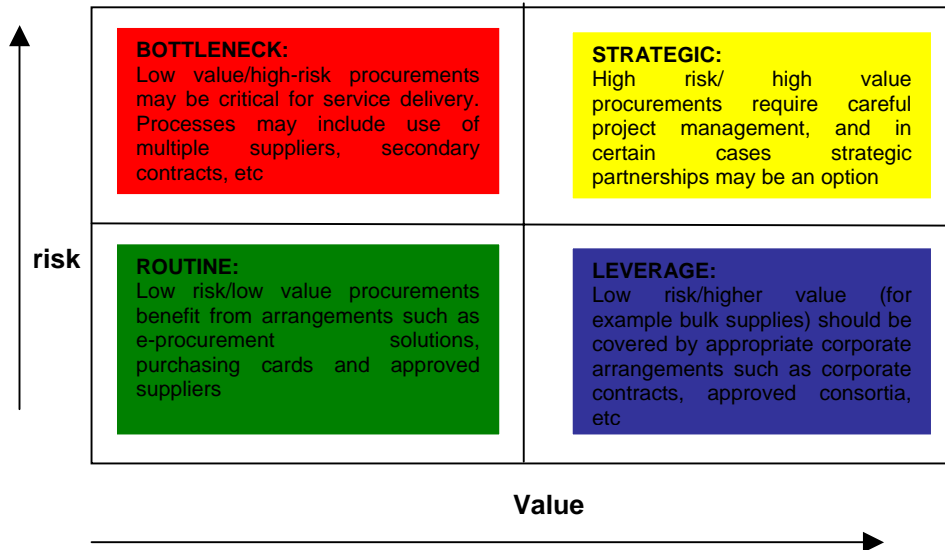 BOTTLENECK:
Low value/high-risk procurements
may be critical for service delivery.
Processes may include use of
multiple suppliers, secondary
contracts, etc
STRATEGIC:
High risk/ high value
procurements require careful
project management, and in
certain cases strategic
partnerships may be an option
risk
ROUTINE:
Low risk/low value procurements
benefit from arrangements such as
e-procurement solutions,
purchasing cards and approved
suppliers
LEVERAGE:
Low risk/higher value (for
example bulk supplies) should be
covered by appropriate corporate
arrangements such as corporate
contracts, approved consortia,
etc
Value